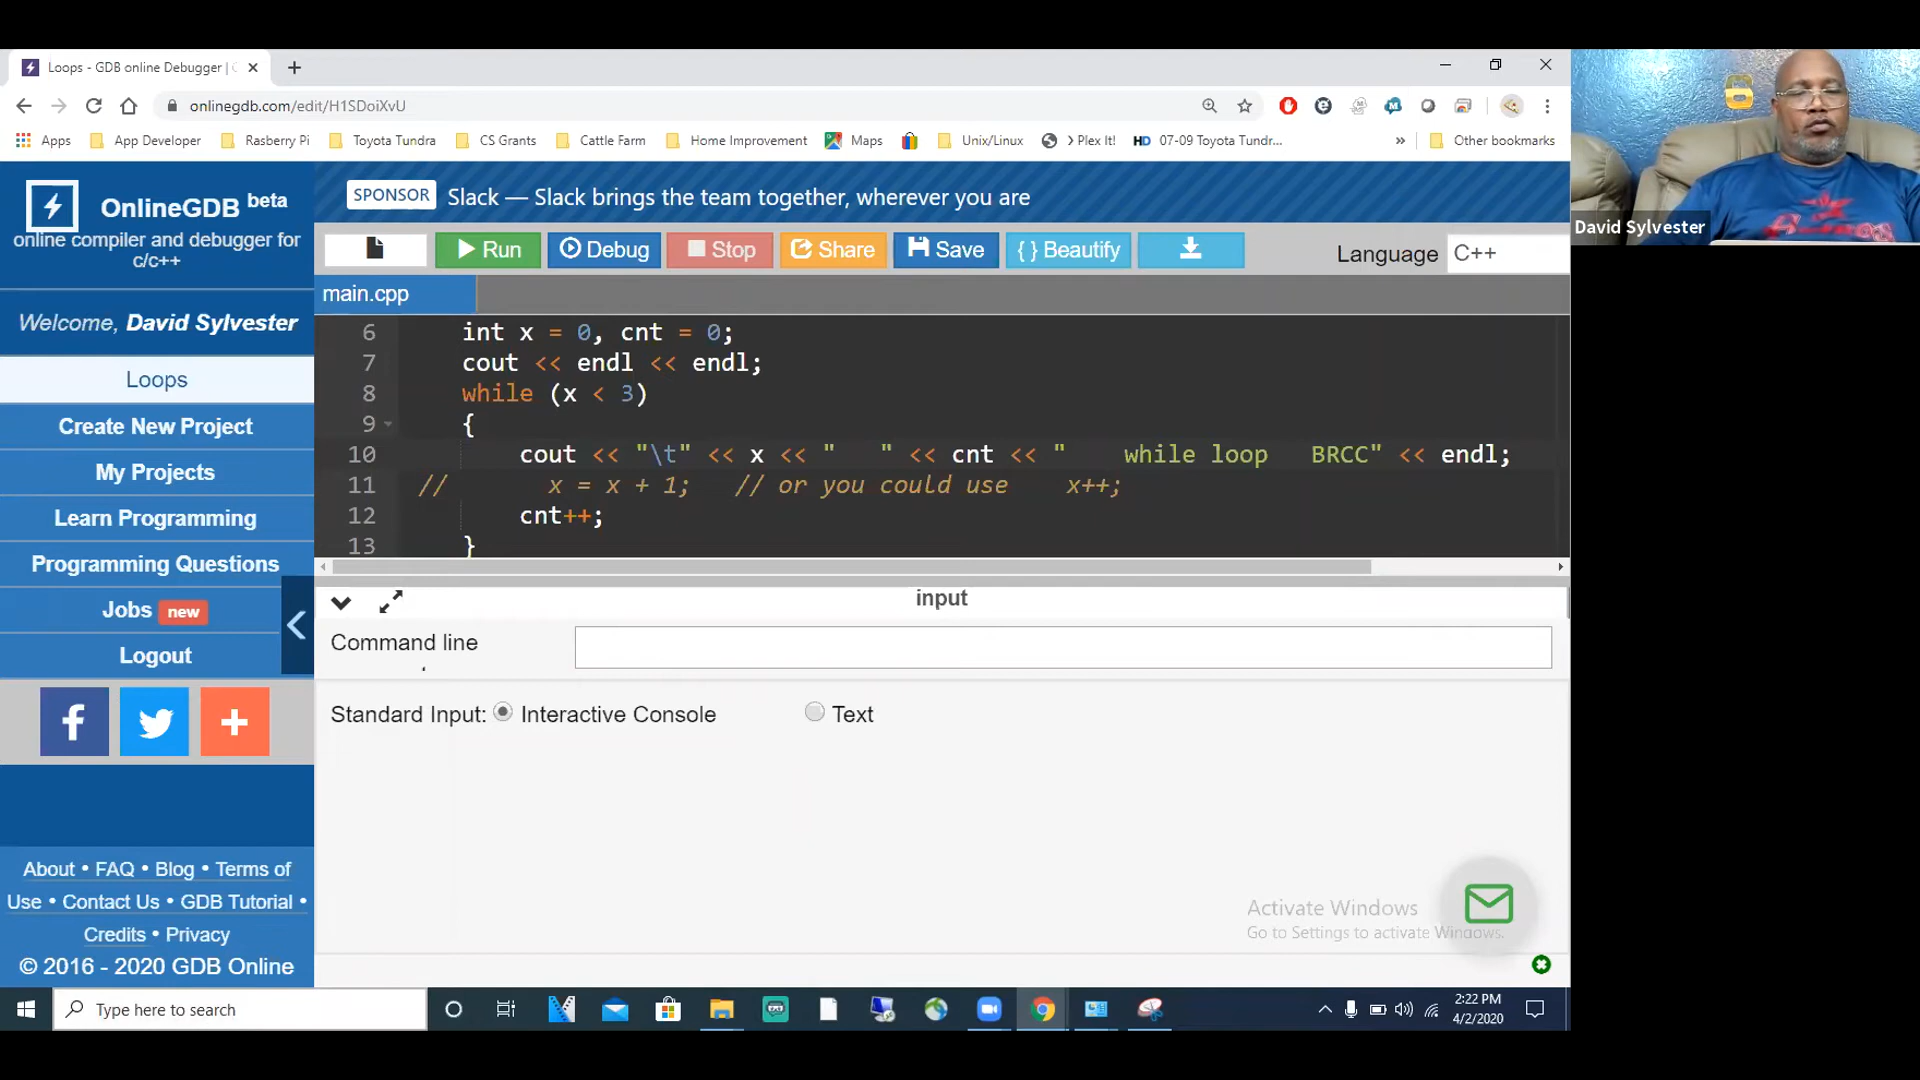 Loops - GDB online Debugger | C
onlinegdb.com/edit/H1SDoiXvU
Apps App Developer Rasberry Pi Toyota Tundra CS Grants Cattle Farm Home Improvement Maps Unix/Linux > Plex It! HD 07-09 Toyota Tundr... » Other bookmarks
OnlineGDB beta
online compiler and debugger for
c/c++
Welcome, David Sylvester
Loops
Create New Project
My Projects
Learn Programming
Programming Questions
Jobs new
Logout
About • FAQ • Blog • Terms of
Use • Contact Us • GDB Tutorial •
Credits • Privacy
© 2016 - 2020 GDB Online
SPONSOR Slack — Slack brings the team together, wherever you are
Run Debug Stop Share Save { } Beautify
Language C++
main.cpp
6 int x = 0, cnt = 0;
7 cout << endl << endl;
8 while (x < 3)
9 {
10 cout << "\t" << x << "   " << cnt << "    while loop   BRCC" << endl;
11 // x = x + 1;   // or you could use    x++;
12 cnt++;
13 }
input
Command line
Standard Input: Interactive Console Text
Activate Windows
Go to Settings to activate Windows.
Type here to search
2:22 PM
4/2/2020
David Sylvester